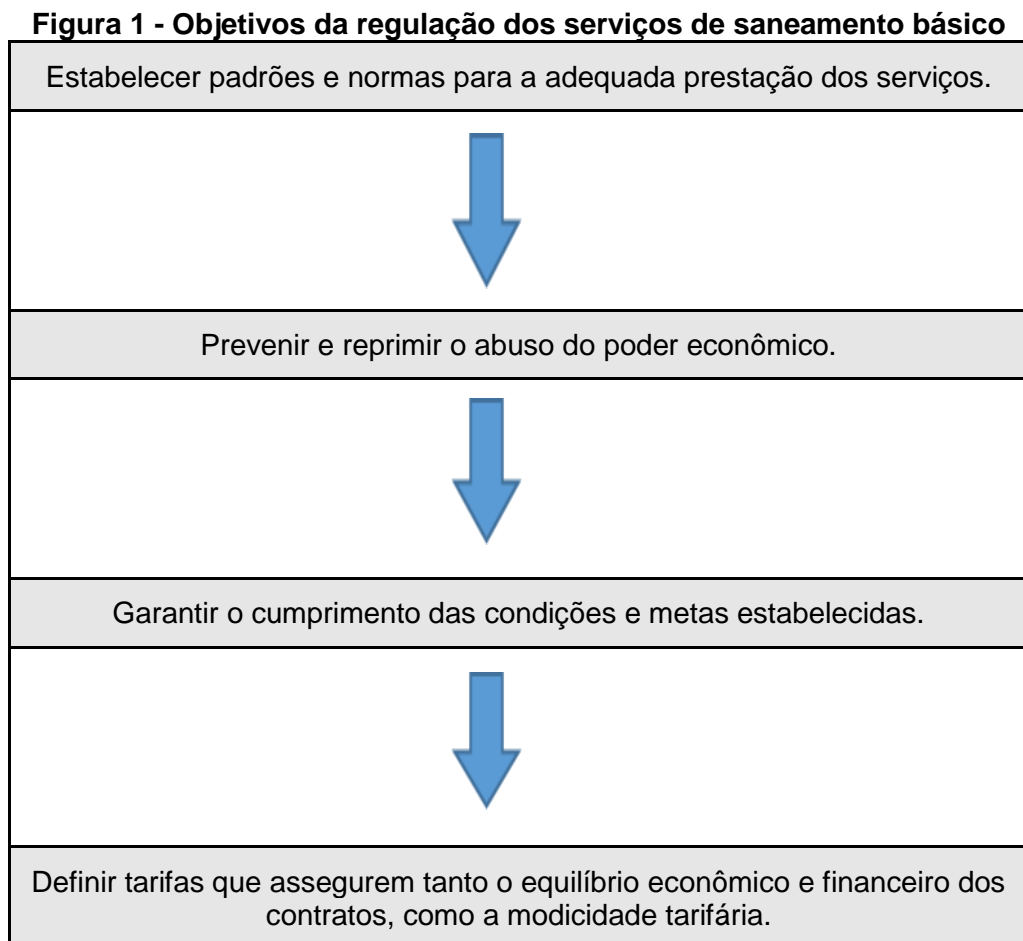 Figura 1 - Objetivos da regulação dos serviços de saneamento básico
Estabelecer padrões e normas para a adequada prestação dos serviços.
Prevenir e reprimir o abuso do poder econômico.
Garantir o cumprimento das condições e metas estabelecidas.
Definir tarifas que assegurem tanto o equilíbrio econômico e financeiro dos
contratos, como a modicidade tarifária.